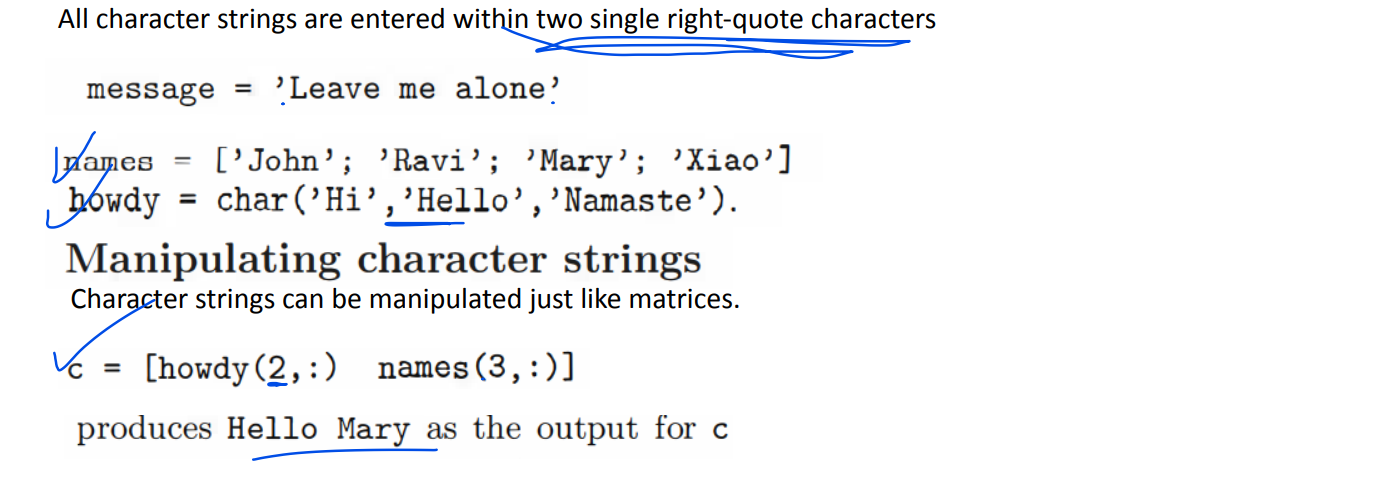 All character strings are entered within two single right-quote characters
message = ’Leave me alone’
names = [’John’; ’Ravi’; ’Mary’; ’Xiao’]
howdy = char(’Hi’,’Hello’,’Namaste’).
Manipulating character strings
Character strings can be manipulated just like matrices.
c = [howdy(2,:) names(3,:)]
produces Hello Mary as the output for c